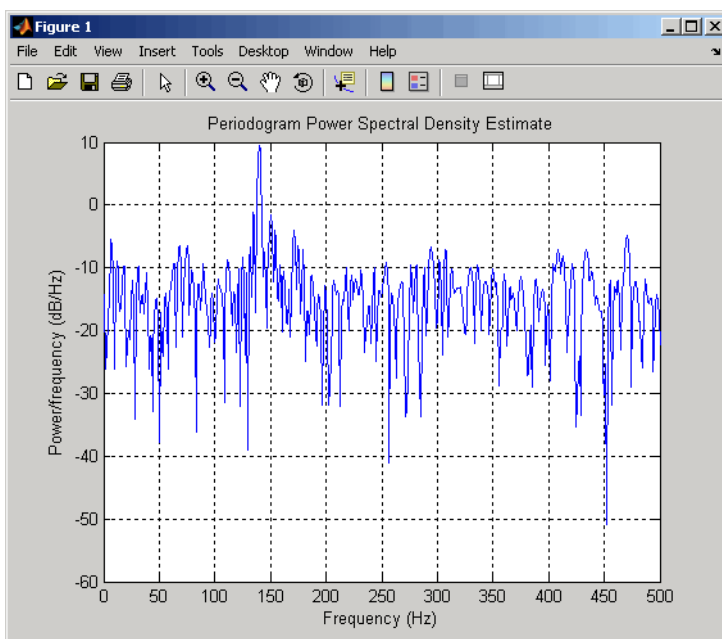 Figure 1
File Edit View Insert Tools Desktop Window Help
Periodogram Power Spectral Density Estimate
Power/frequency (dB/Hz)
10
0
-10
-20
-30
-40
-50
-60
0 50 100 150 200 250 300 350 400 450 500
Frequency (Hz)